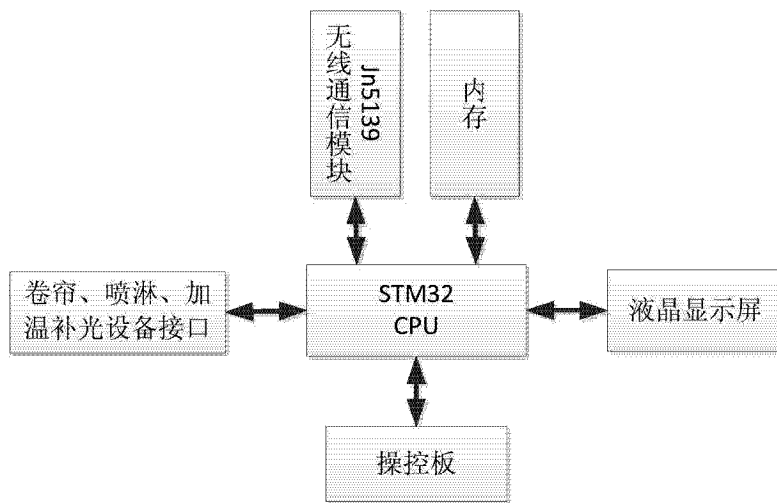 Jn5139
无线通信模块
内存
卷帘、喷淋、加
温补光设备接口
STM32
CPU
液晶显示屏
操控板